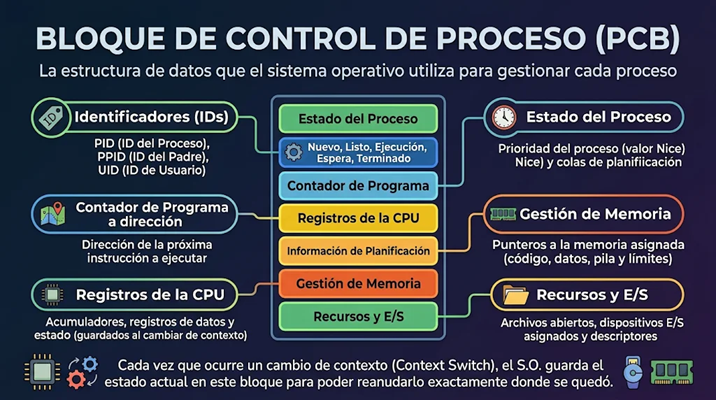 BLOQUE DE CONTROL DE PROCESO (PCB)
La estructura de datos que el sistema operativo utiliza para gestionar cada proceso
Identificadores (IDs)
PID (ID del Proceso),
PPID (ID del Padre),
UID (ID de Usuario)
Contador de Programa
a dirección
Dirección de la próxima
instrucción a ejecutar
Registros de la CPU
Acumuladores, registros de datos y
estado (guardados al cambiar de contexto)
Estado del Proceso
Nuevo, Listo, Ejecución,
Espera, Terminado
Contador de Programa
Registros de la CPU
Información de Planificación
Gestión de Memoria
Recursos y E/S
Estado del Proceso
Prioridad del proceso (valor Nice)
Nice) y colas de planifiicación
Gestión de Memoria
Punteros a la memoria asignada
(código, datos, pila y límites)
Recursos y E/S
Archivos abiertos, dispositivos E/S
asignados y descriptores
Cada vez que ocurre un cambio de contexto (Context Switch), el S.O. guarda el
estado actual en este bloque para poder reanudarlo exactamente donde se quedó.